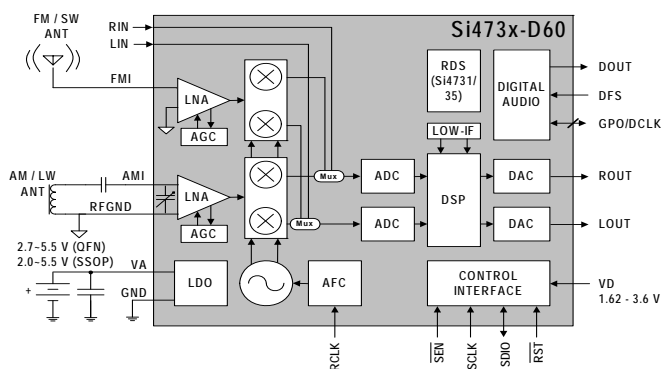 FM / SW
ANT
RIN
LIN
Si473x-D60
FMI
LNA
AGC
RDS
(Si4731/
35)
DIGITAL
AUDIO
DOUT
DFS
GPO/DCLK
LOW-IF
AM / LW
ANT
AMI
RFGND
LNA
AGC
Mux
Mux
ADC
ADC
DSP
DAC
DAC
ROUT
LOUT
2.7~5.5 V (QFN)
2.0~5.5 V (SSOP)
VA
GND
+
LDO
AFC
CONTROL
INTERFACE
VD
1.62 - 3.6 V
RCLK
SEN
SCLK
SDIO
RST